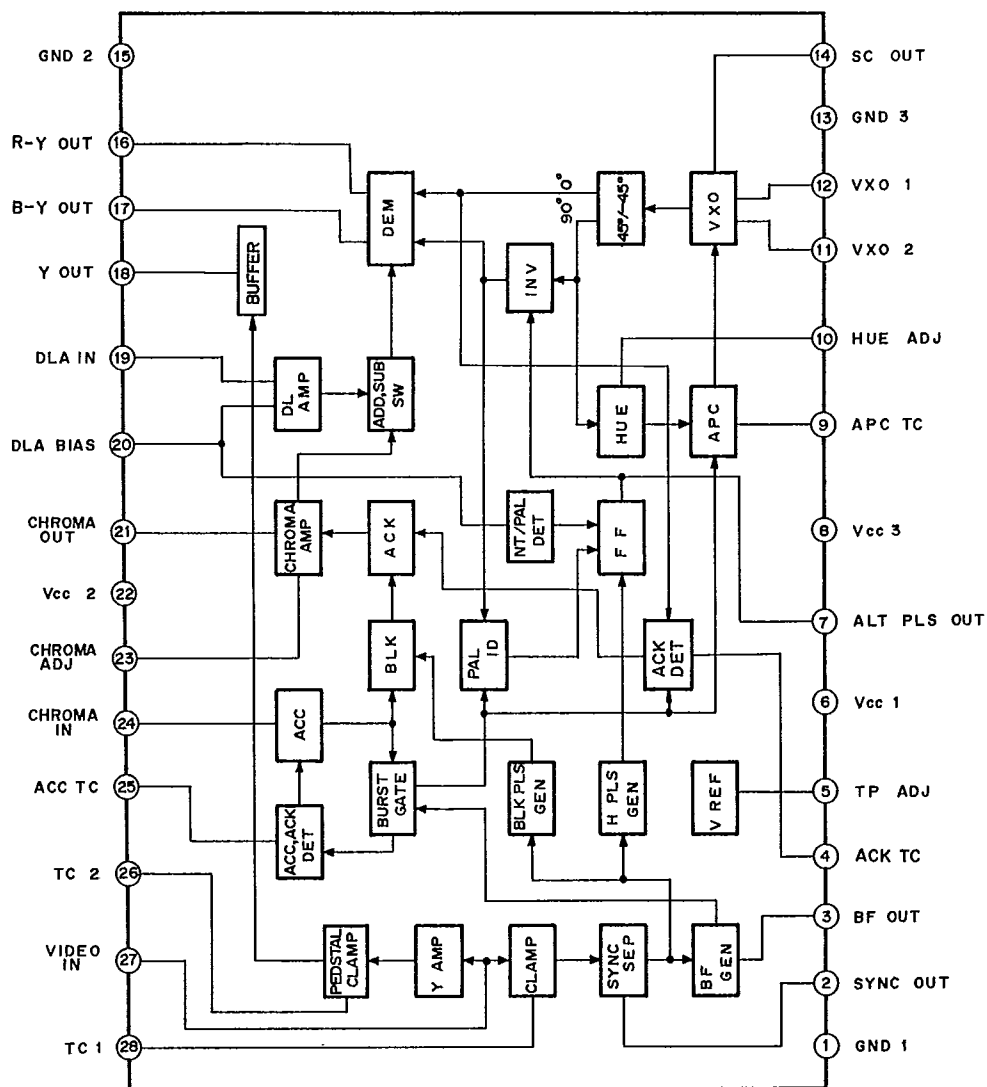 GND 2 15
R-Y OUT 16
B-Y OUT 17
Y OUT 18
DLA IN 19
DLA BIAS 20
CHROMA
OUT 21
Vcc 2 22
CHROMA
ADJ 23
CHROMA
IN 24
ACC TC 25
TC 2 26
VIDEO
IN 27
TC 1 28
14 SC OUT
13 GND 3
12 VXO 1
11 VXO 2
10 HUE ADJ
9 APC TC
8 Vcc 3
7 ALT PLS OUT
6 Vcc 1
5 TP ADJ
4 ACK TC
3 BF OUT
2 SYNC OUT
1 GND 1
DEM
90° 0°
45°/-45°
VXO
BUFFER
INV
DL
AMP
ADD,SUB
SW
HUE
APC
CHROMA
AMP
ACK
NT/PAL
DET
FF
BLK
PAL
ID
ACK
DET
ACC
BURST
GATE
BLK PLS
GEN
H PLS
GEN
V REF
ACC,ACK
DET
PEDSTAL
CLAMP
Y AMP
CLAMP
SYNC
SEP
BF
GEN